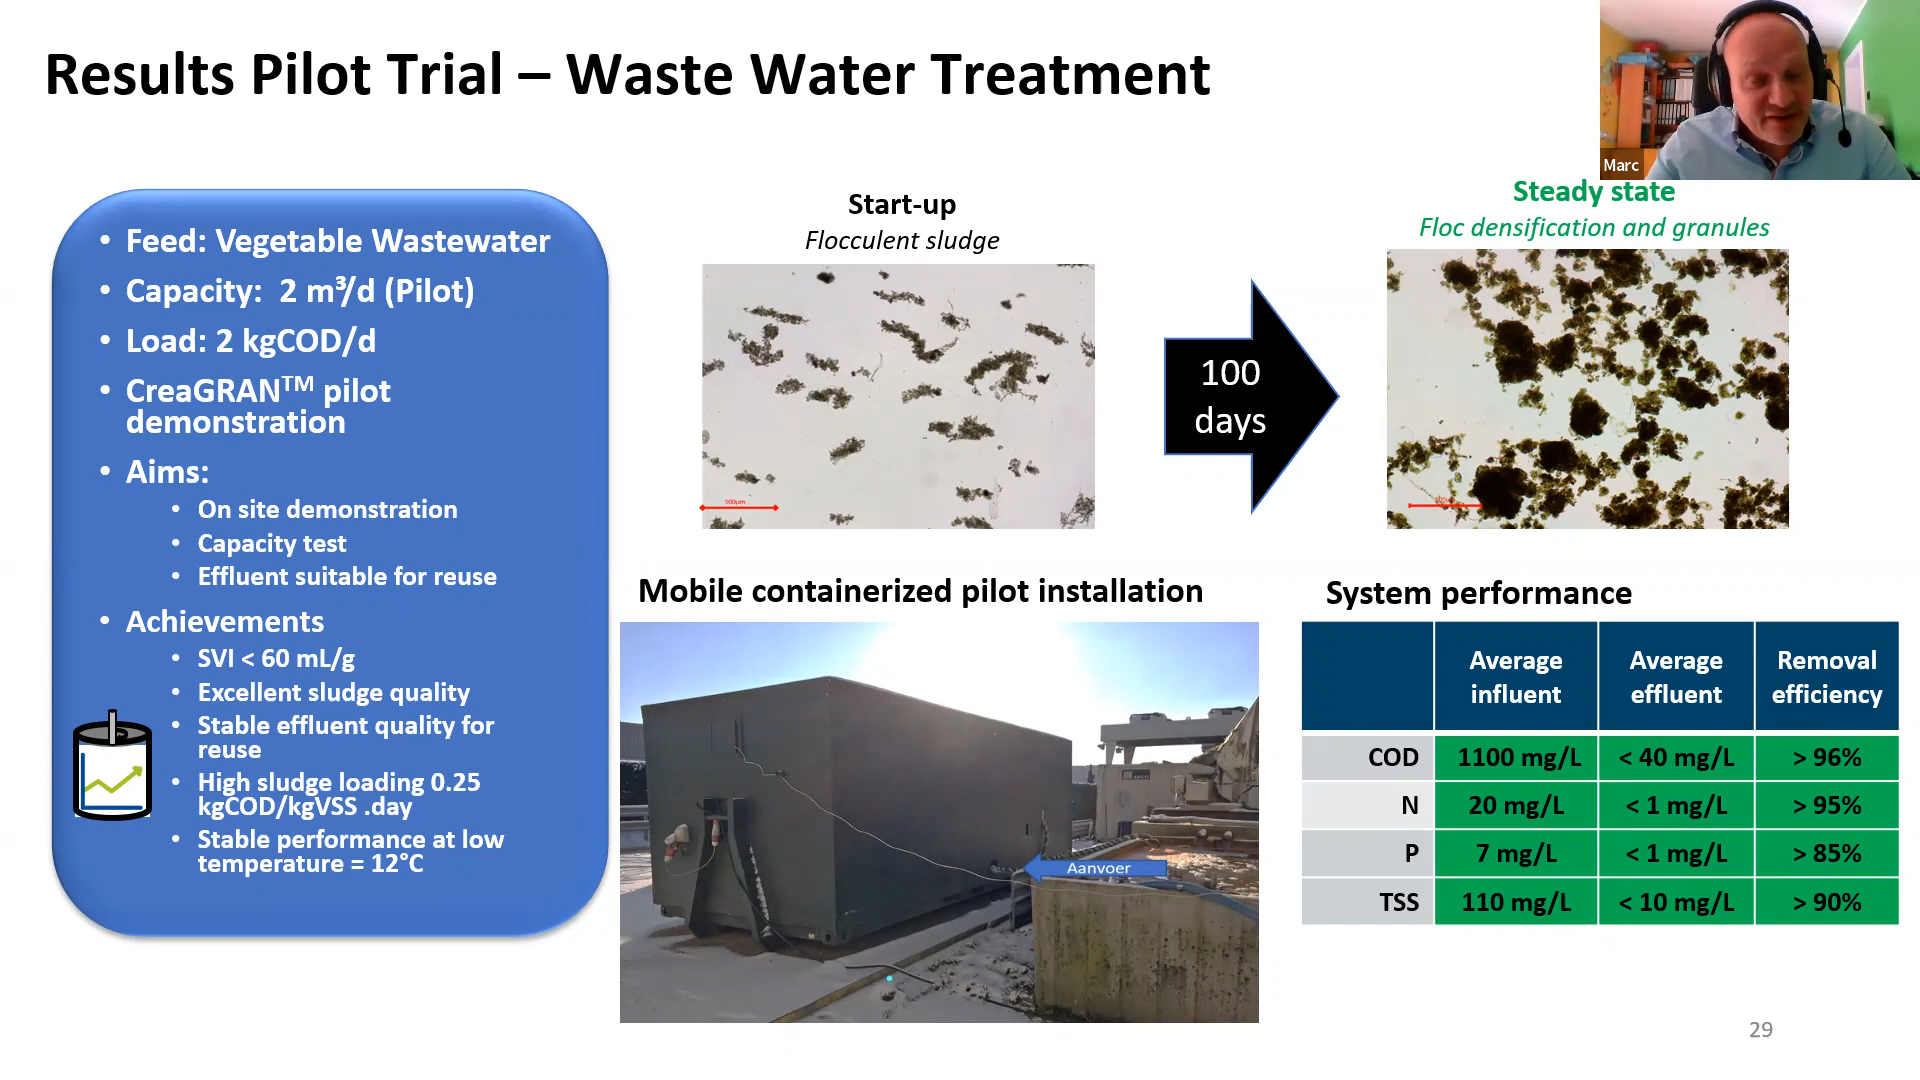 Results Pilot Trial – Waste Water Treatment
Marc
• Feed: Vegetable Wastewater
• Capacity: 2 m³/d (Pilot)
• Load: 2 kgCOD/d
• CreaGRAN™ pilot
demonstration
• Aims:
• On site demonstration
• Capacity test
• Effluent suitable for reuse
• Achievements
• SVI < 60 mL/g
• Excellent sludge quality
• Stable effluent quality for
reuse
• High sludge loading 0.25
kgCOD/kgVSS .day
• Stable performance at low
temperature = 12°C
Start-up
Flocculent sludge
500µm
100
days
Steady state
Floc densification and granules
Mobile containerized pilot installation
Aanvoer
System performance
Average influent Average effluent Removal efficiency
COD 1100 mg/L < 40 mg/L > 96%
N 20 mg/L < 1 mg/L > 95%
P 7 mg/L < 1 mg/L > 85%
TSS 110 mg/L < 10 mg/L > 90%
29